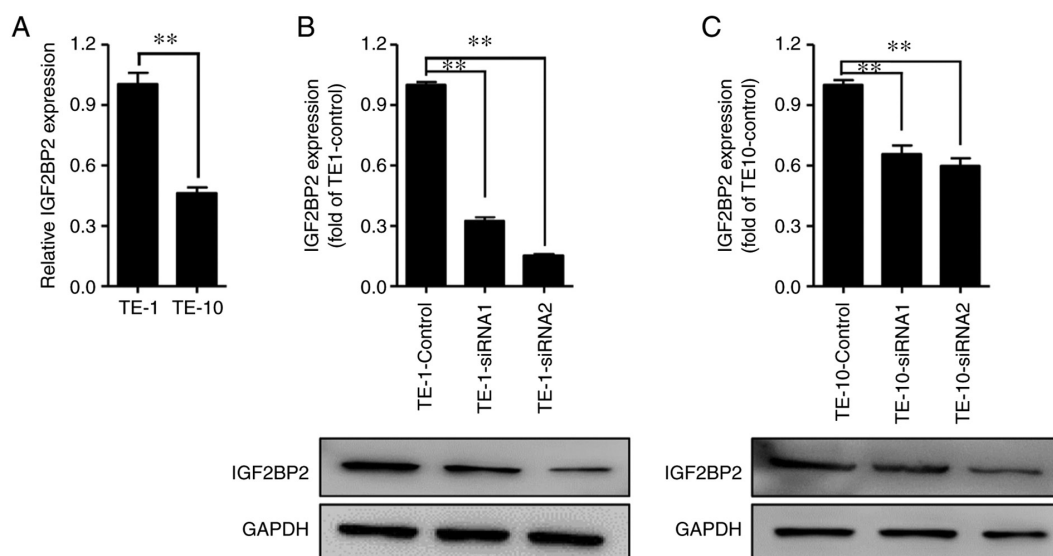 A
Relative IGF2BP2 expression
1.2
0.9
0.6
0.3
0.0
**
TE-1 TE-10
B
IGF2BP2 expression
(fold of TE1-control)
1.2
0.9
0.6
0.3
0.0
**
**
TE-1-Control
TE-1-siRNA1
TE-1-siRNA2
IGF2BP2
GAPDH
C
IGF2BP2 expression
(fold of TE10-control)
1.2
0.9
0.6
0.3
0.0
**
**
TE-10-Control
TE-10-siRNA1
TE-10-siRNA2
IGF2BP2
GAPDH